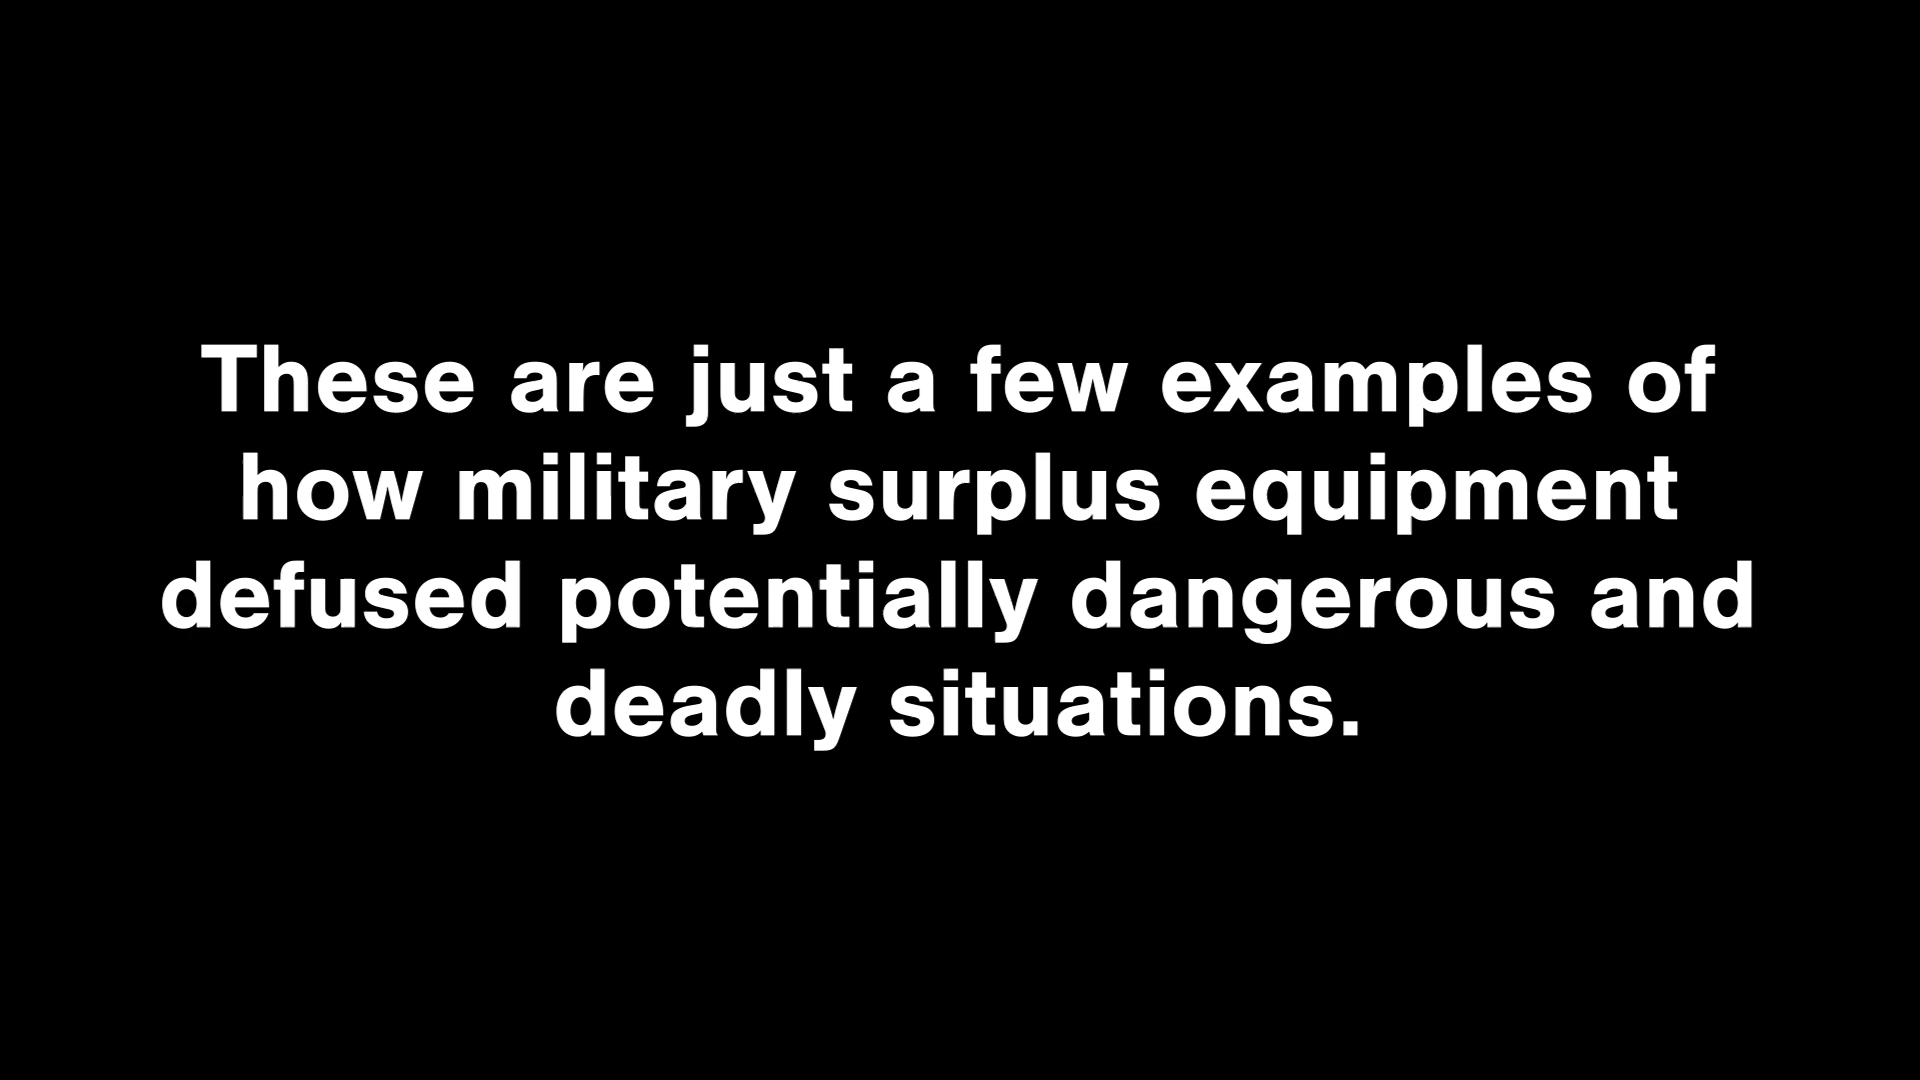 These are just a few examples of
how military surplus equipment
defused potentially dangerous and
deadly situations.